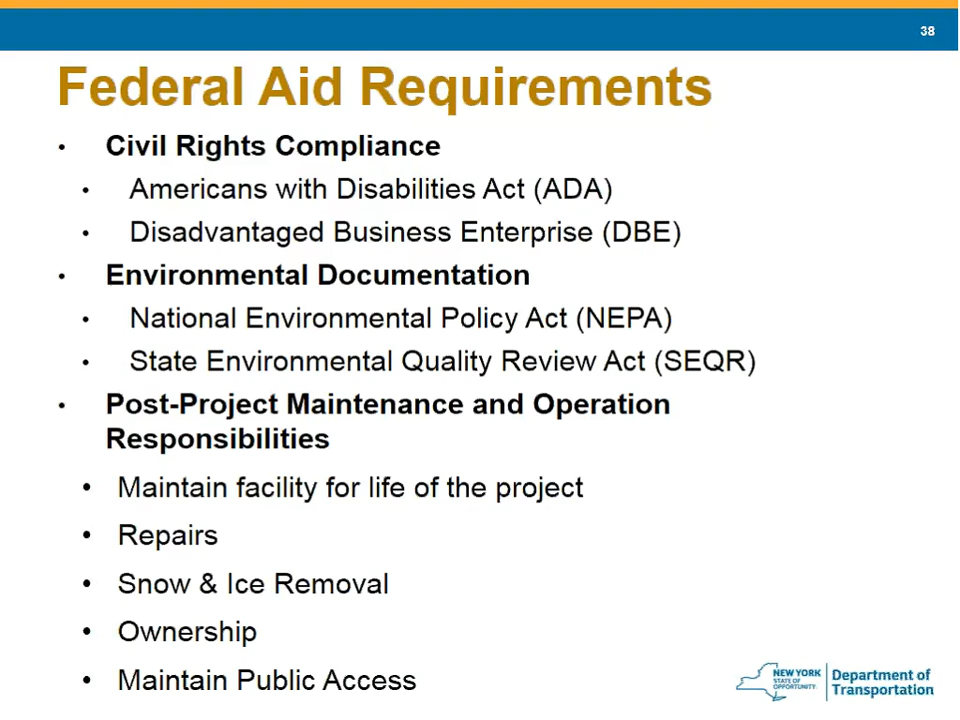 38
Federal Aid Requirements
• Civil Rights Compliance
• Americans with Disabilities Act (ADA)
• Disadvantaged Business Enterprise (DBE)
• Environmental Documentation
• National Environmental Policy Act (NEPA)
• State Environmental Quality Review Act (SEQR)
• Post-Project Maintenance and Operation
Responsibilities
• Maintain facility for life of the project
• Repairs
• Snow & Ice Removal
• Ownership
• Maintain Public Access
NEW YORK
STATE OF
OPPORTUNITY
Department of
Transportation